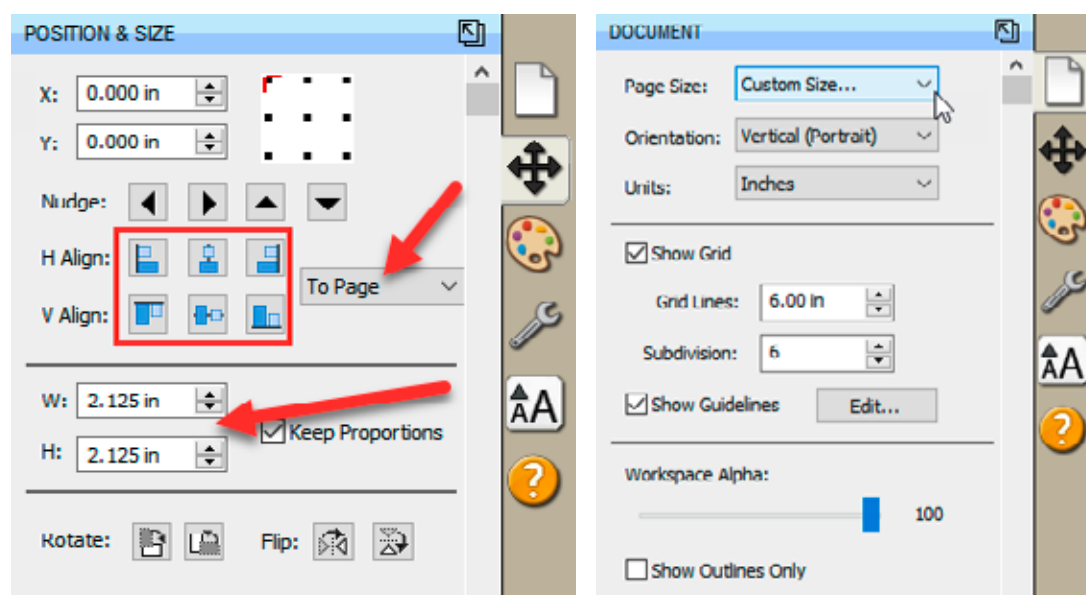 POSITION & SIZE
X: 0.000 in
Y: 0.000 in
Nudge:
H Align:
To Page
V Align:
W: 2.125 in
Keep Proportions
H: 2.125 in
Rotate: Flip:
AA
?
DOCUMENT
Page Size: Custom Size...
Orientation: Vertical (Portrait)
Units: Inches
Show Grid
Grid Lines: 6.00 in
Subdivision: 6
Show Guidelines Edit...
Workspace Alpha:
100
Show Outlines Only
AA
?